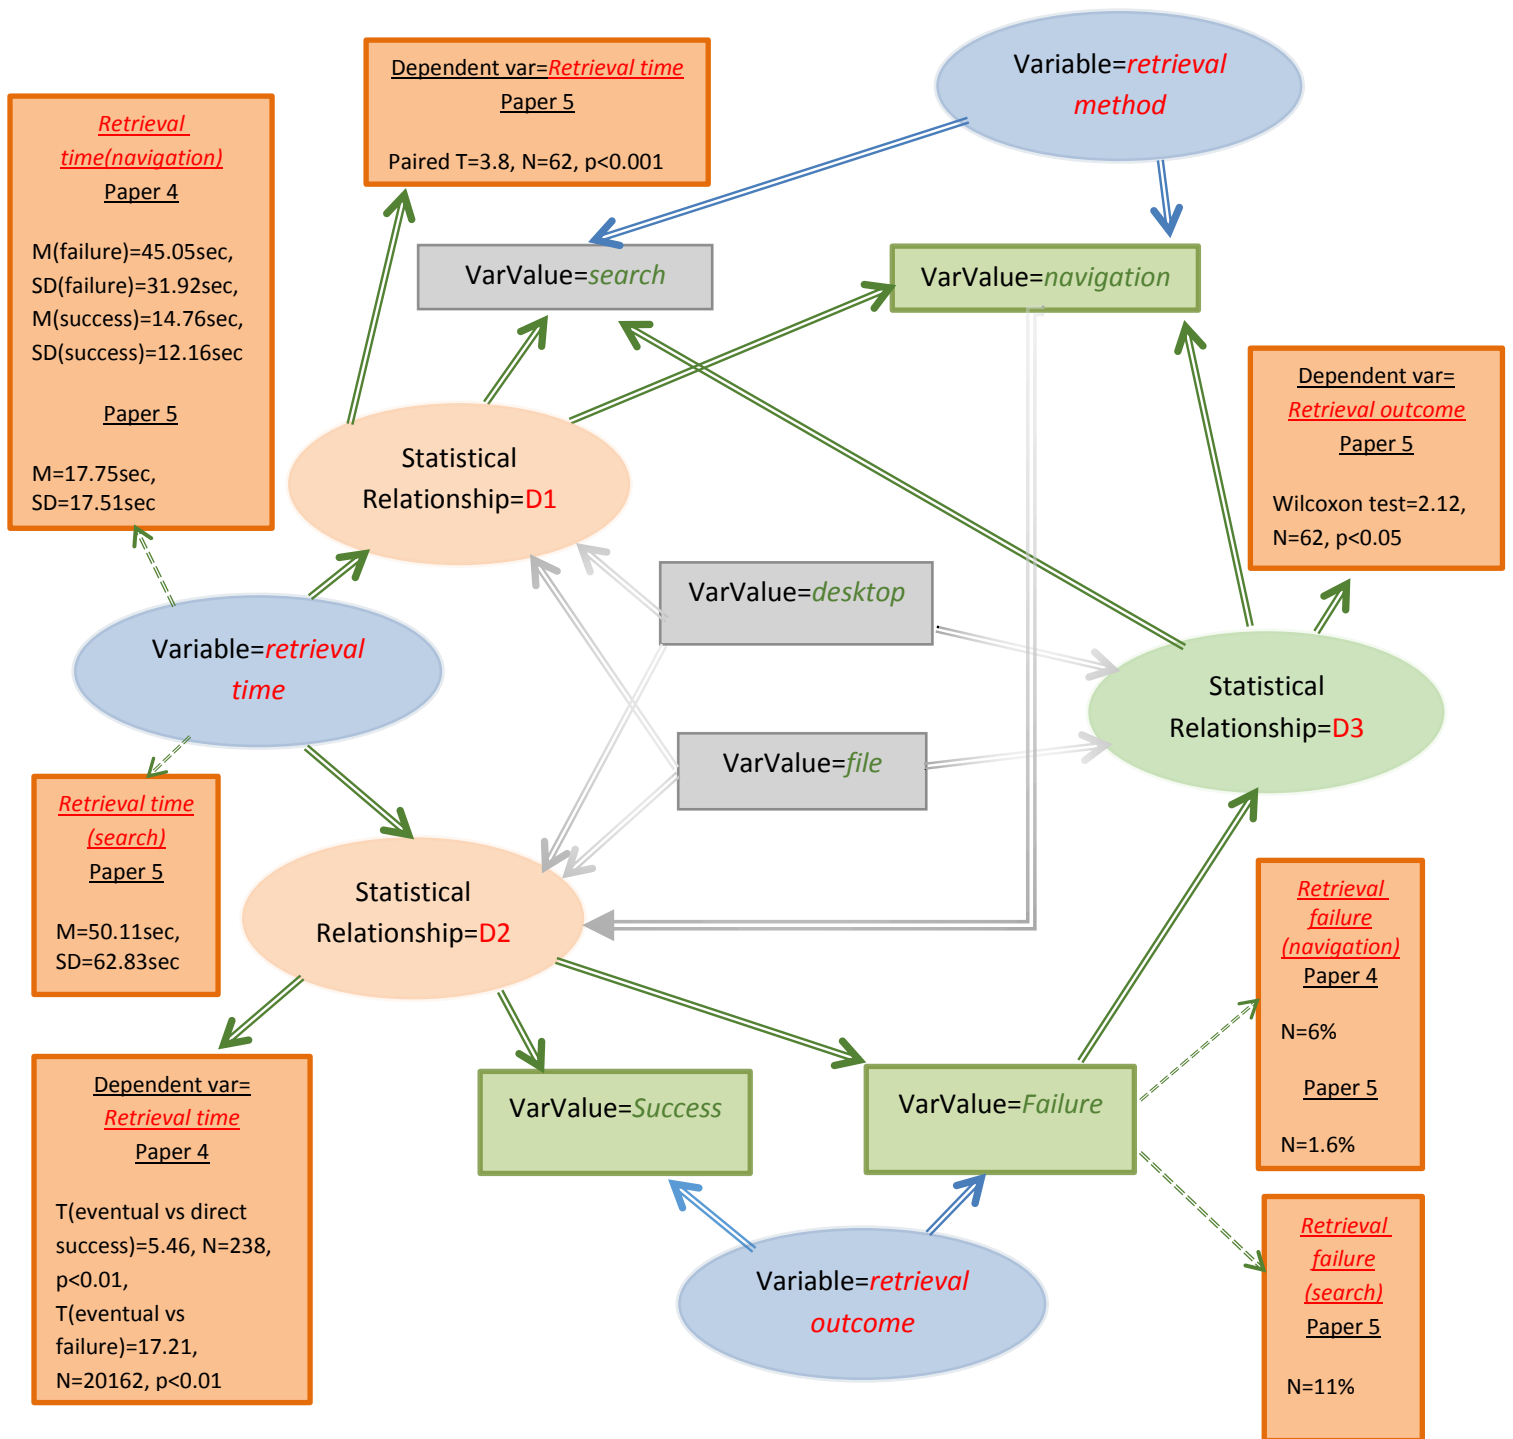 Variable=retrieval
method
Dependent var=Retrieval time
Paper 5
Paired T=3.8, N=62, p<0.001
Retrieval
time(navigation)
Paper 4
M(failure)=45.05sec,
SD(failure)=31.92sec,
M(success)=14.76sec,
SD(success)=12.16sec
Paper 5
M=17.75sec,
SD=17.51sec
VarValue=search
VarValue=navigation
Dependent var=
Retrieval outcome
Paper 5
Wilcoxon test=2.12,
N=62, p<0.05
Statistical
Relationship=D1
VarValue=desktop
Variable=retrieval
time
Statistical
Relationship=D3
VarValue=file
Retrieval time
(search)
Paper 5
M=50.11sec,
SD=62.83sec
Statistical
Relationship=D2
Retrieval
failure
(navigation)
Paper 4
N=6%
Paper 5
N=1.6%
Dependent var=
Retrieval time
Paper 4
T(eventual vs direct
success)=5.46, N=238,
p<0.01,
T(eventual vs
failure)=17.21,
N=20162, p<0.01
VarValue=Success
VarValue=Failure
Retrieval
failure
(search)
Paper 5
N=11%
Variable=retrieval
outcome